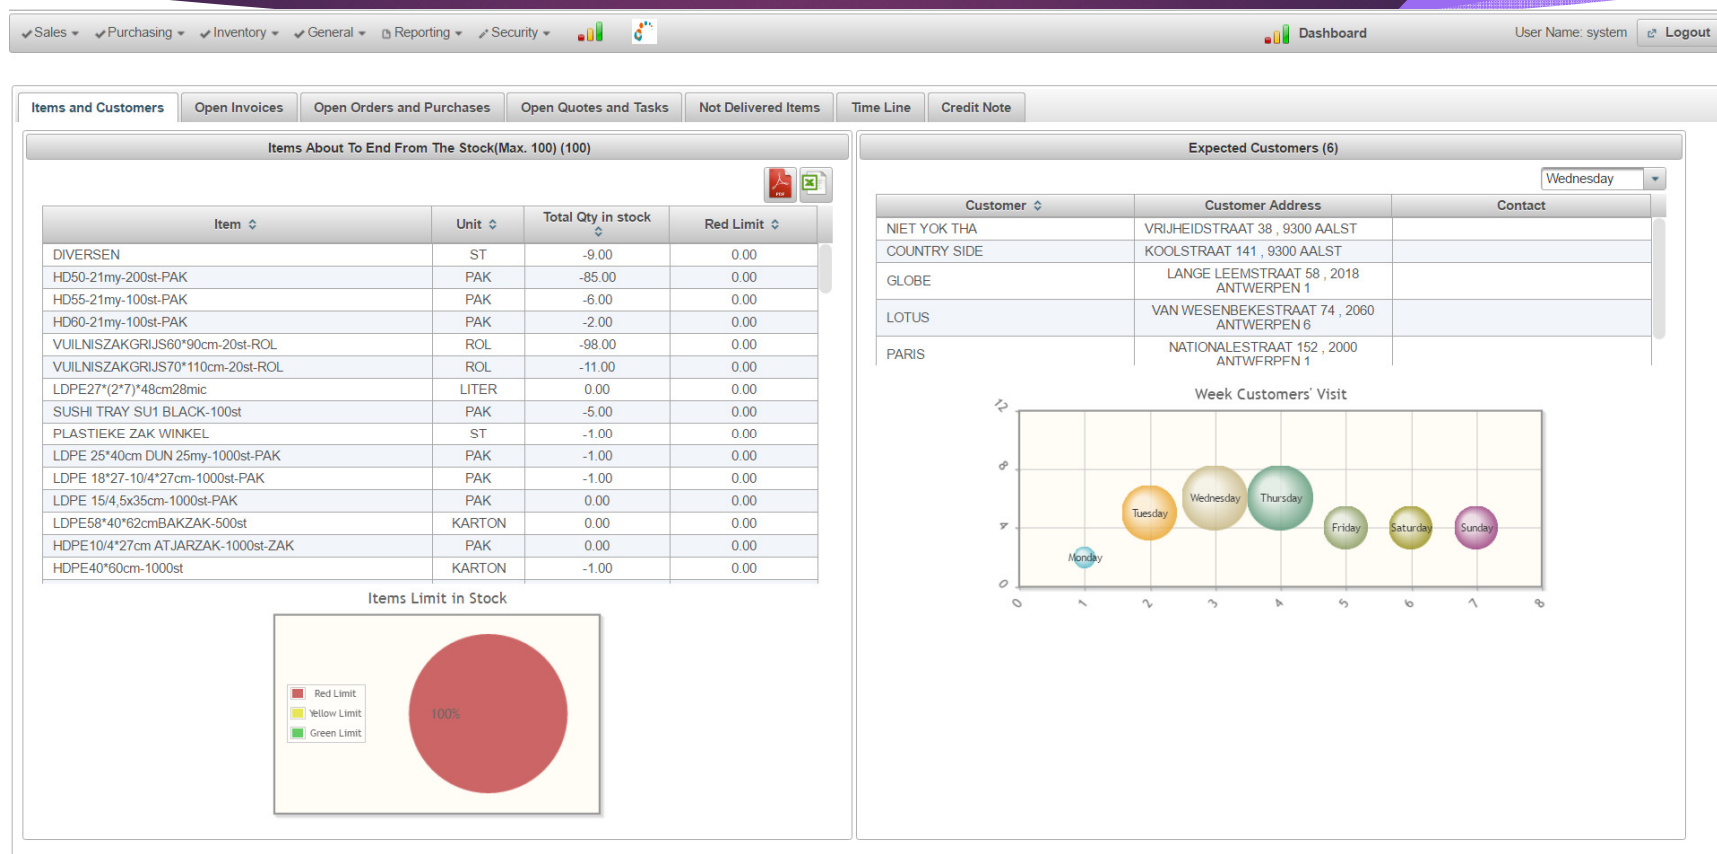 Sales Purchasing Inventory General Reporting Security Dashboard User Name: system Logout
Items and Customers Open Invoices Open Orders and Purchases Open Quotes and Tasks Not Delivered Items Time Line Credit Note
Items About To End From The Stock(Max. 100) (100)
PDF
Item Unit Total Qty in stock Red Limit
DIVERSEN ST -9.00 0.00
HD50-21my-200st-PAK PAK -85.00 0.00
HD55-21my-100st-PAK PAK -6.00 0.00
HD60-21my-100st-PAK PAK -2.00 0.00
VUILNISZAKGRIJS60*90cm-20st-ROL ROL -98.00 0.00
VUILNISZAKGRIJS70*110cm-20st-ROL ROL -11.00 0.00
LDPE27*(2*7)*48cm28mic LITER 0.00 0.00
SUSHI TRAY SU1 BLACK-100st PAK -5.00 0.00
PLASTIEKE ZAK WINKEL ST -1.00 0.00
LDPE 25*40cm DUN 25my-1000st-PAK PAK -1.00 0.00
LDPE 18*27-10/4*27cm-1000st-PAK PAK -1.00 0.00
LDPE 15/4,5x35cm-1000st-PAK PAK 0.00 0.00
LDPE58*40*62cmBAKZAK-500st KARTON 0.00 0.00
HDPE10/4*27cm ATJARZAK-1000st-ZAK PAK 0.00 0.00
HDPE40*60cm-1000st KARTON -1.00 0.00
Items Limit in Stock
Red Limit
Yellow Limit
Green Limit
100%
Expected Customers (6)
Wednesday
Customer Customer Address Contact
NIET YOK THA VRIJHEIDSTRAAT 38 , 9300 AALST
COUNTRY SIDE KOOLSTRAAT 141 , 9300 AALST
GLOBE LANGE LEEMSTRAAT 58 , 2018
ANTWERPEN 1
LOTUS VAN WESENBEKESTRAAT 74 , 2060
ANTWERPEN 6
PARIS NATIONALESTRAAT 152 , 2000
ANTWERPEN 1
Week Customers' Visit
12
8
4
0
Monday Tuesday Wednesday Thursday Friday Saturday Sunday
0 1 2 3 4 5 6 7 8